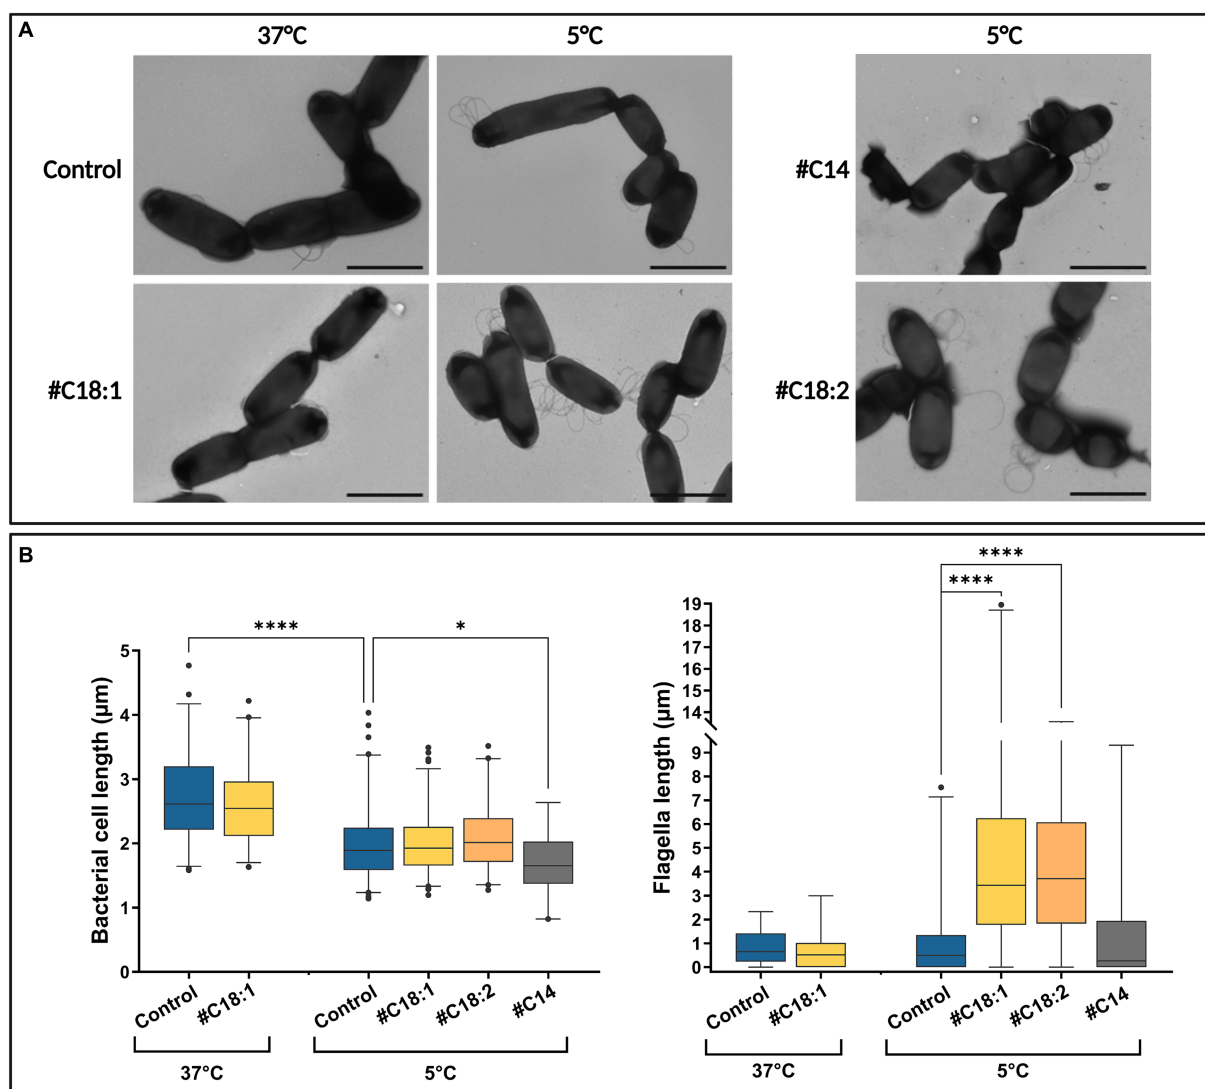 A
37°C
5°C
5°C
Control
#C14
#C18:1
#C18:2
B
****
****
****
*
Bacterial cell length (µm)
5
4
3
2
1
0
Control
#C18:1
Control
#C18:1
#C18:2
#C14
37°C
5°C
Flagella length (µm)
19
18
17
16
15
14
9
8
7
6
5
4
3
2
1
0
Control
#C18:1
Control
#C18:1
#C18:2
#C14
37°C
5°C